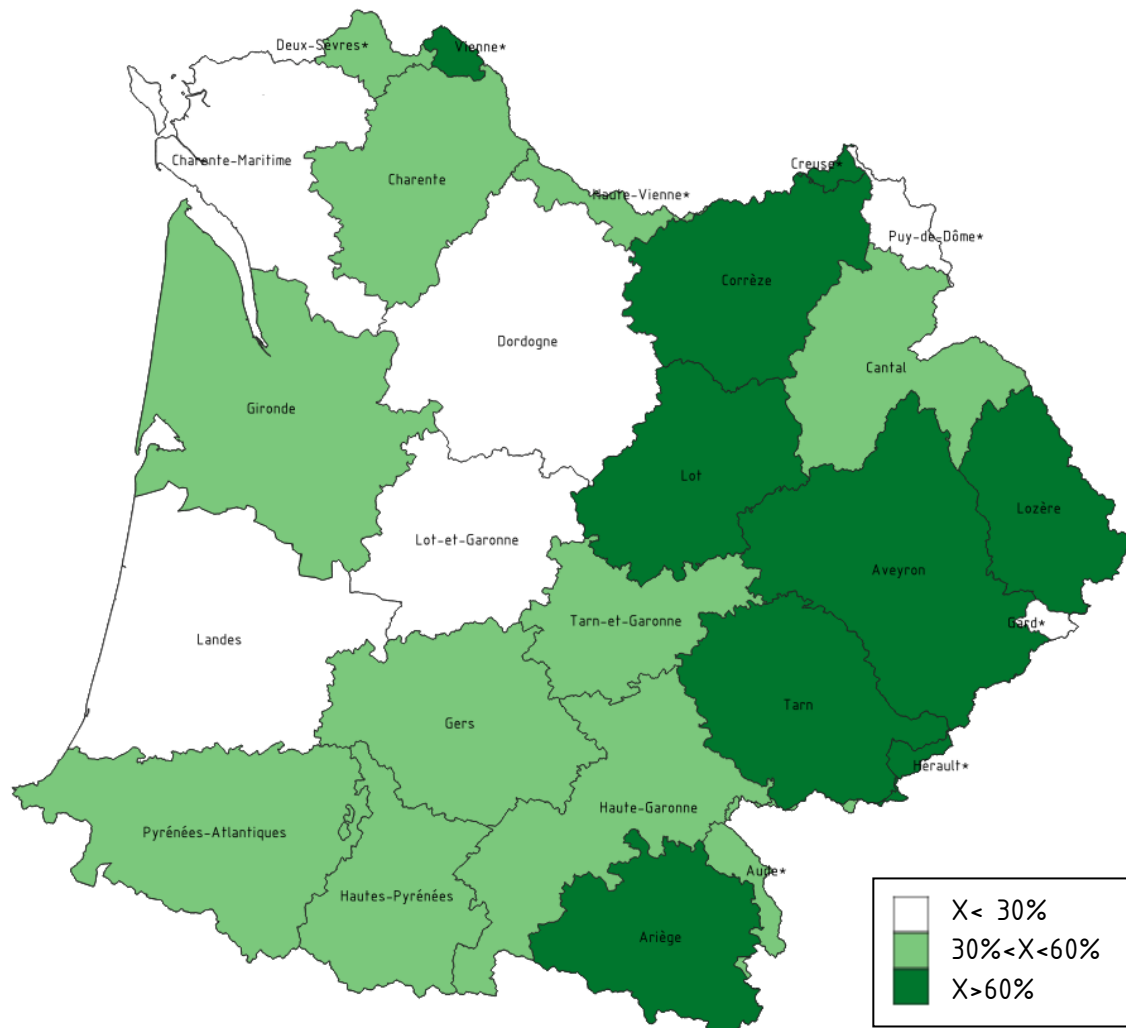 Deux-Sèvres*
Vienne*
Charente-Maritime
Charente
Haute-Vienne*
Creuse*
Puy-de-Dôme*
Corrèze
Dordogne
Cantal
Gironde
Lot
Lozère
Lot-et-Garonne
Aveyron
Landes
Tarn-et-Garonne
Gard*
Gers
Tarn
Hérault*
Haute-Garonne
Pyrénées-Atlantiques
Hautes-Pyrénées
Aude*
Ariège
X< 30%
30%<X<60%
X>60%